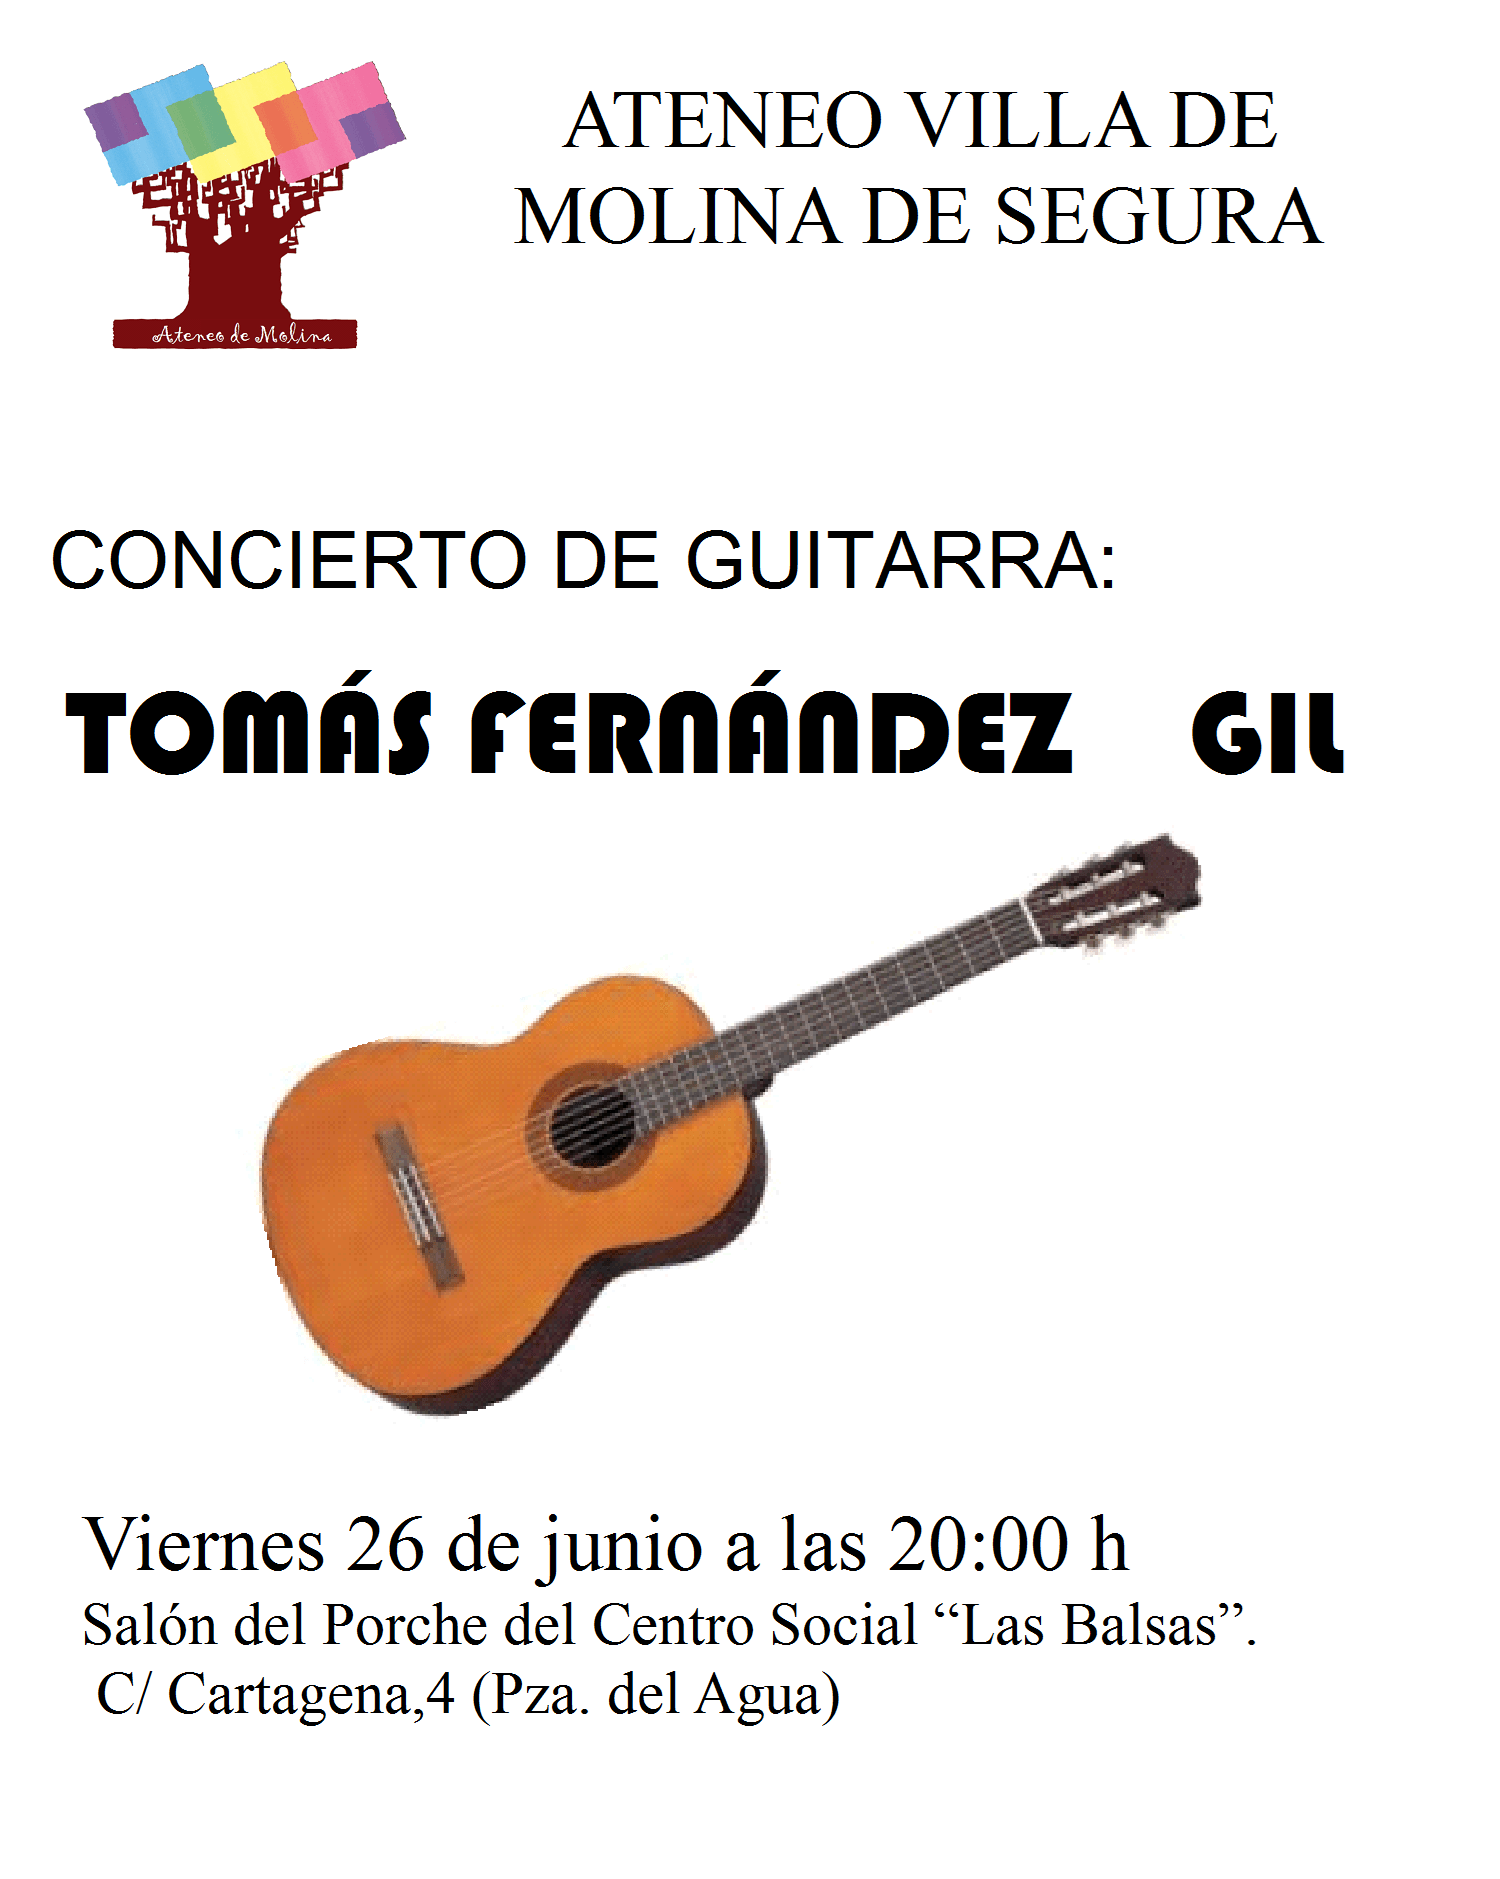 ATENEO VILLA DE
MOLINA DE SEGURA
Ateneo de Molina
CONCIERTO DE GUITARRA:
TOMÁS FERNÁNDEZ GIL
Viernes 26 de junio a las 20:00 h
Salón del Porche del Centro Social “Las Balsas”.
C/ Cartagena,4 (Pza. del Agua)